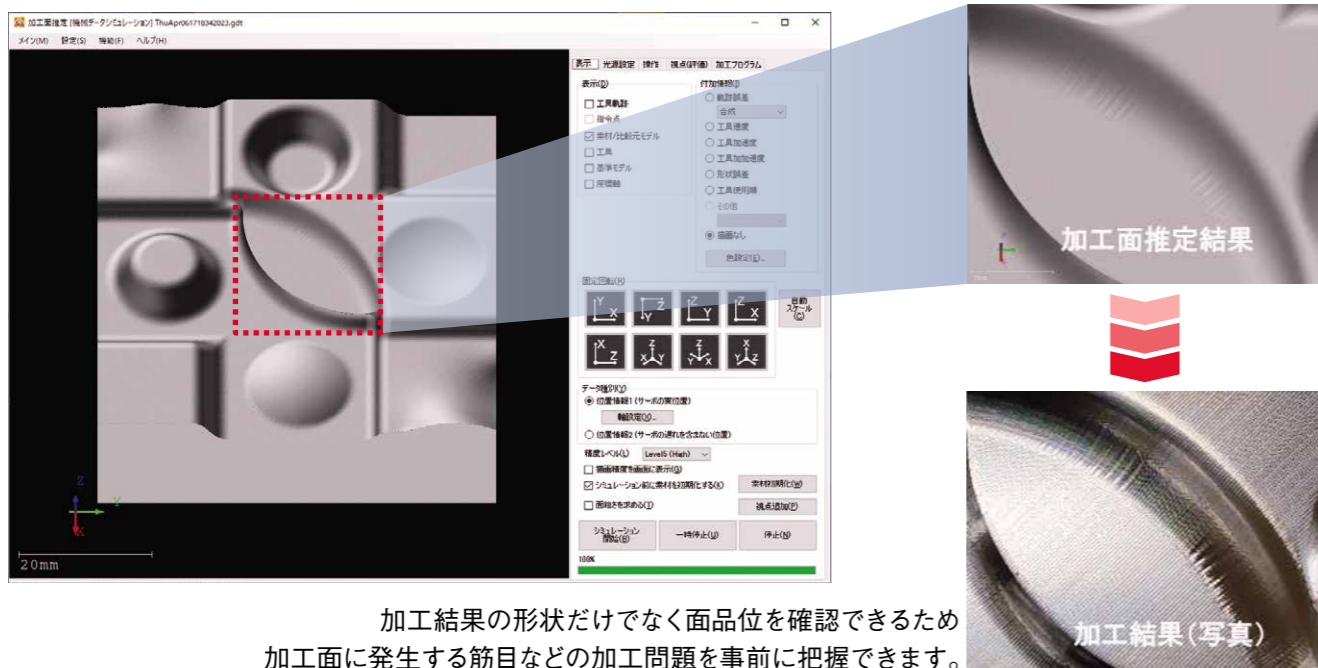 加工面推定 [機械データシミュレーション] ThuApr061718342023.gdt
メイン(M) 設定(S) 機能(F) ヘルプ(H)
表示 光源設定 操作 視点(評価) 加工プログラム
表示(D)
工具軌跡
指令点
素材/比較元モデル
工具
基準モデル
座標軸
付加情報(I)
軌跡誤差
合成
工具速度
工具加速度
工具加加速度
形状誤差
工具使用順
その他
描画なし
色設定(E)...
固定回転(R)
Y X
Z Y
Z Y
Z X
自動
スケール
(C)
X Z
Z X Y
Z Y X
X Y Z
データ種別(Y)
位置情報1 (サーボの実位置)
軸設定(X)...
位置情報2 (サーボの遅れを含まない位置)
精度レベル(L) Level5 (High)
描画精度を画面に表示(Q)
シミュレーション前に素材を初期化する(K)
素材初期化(W)
面粗さを求める(T)
視点追加(P)
シミュレーション
開始(B)
一時停止(U)
停止(N)
100%
Z
Y
X
20mm
加工面推定結果
加工結果(写真)
加工結果の形状だけでなく面品位を確認できるため
加工面に発生する筋目などの加工問題を事前に把握できます。